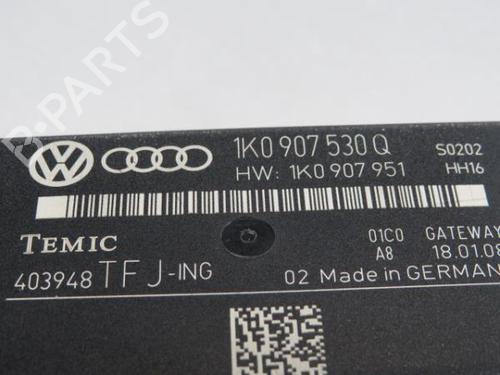 1K0 907 530 Q S0202
HW: 1K0 907 951 HH16
TEMIC 01C0 GATEWAY
403948 TFJ-ING A8 18.01.08
02 Made in GERMAN
B-PARTS